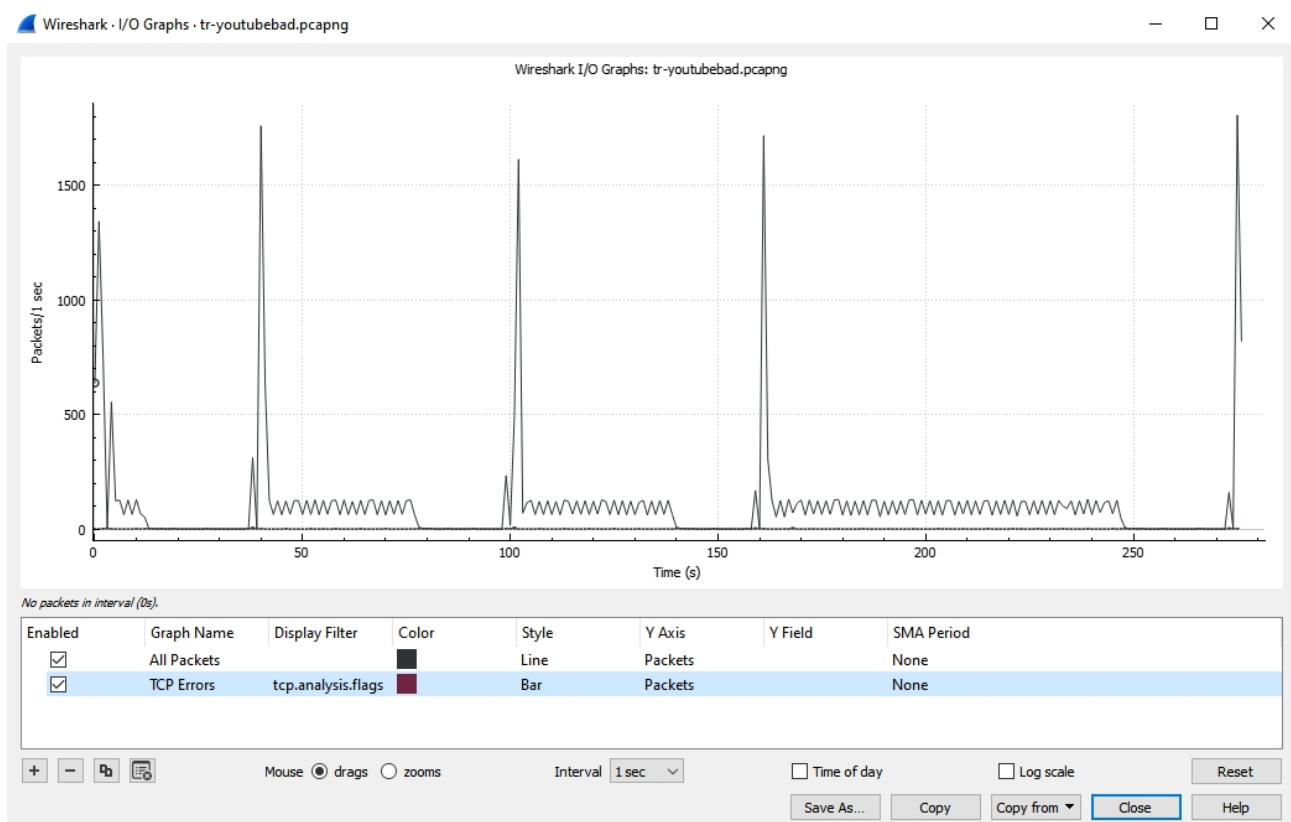 Wireshark · I/O Graphs · tr-youtubebad.pcapng
Wireshark I/O Graphs: tr-youtubebad.pcapng
Packets/1 sec
1500
1000
500
0
0 50 100 150 200 250
Time (s)
No packets in interval (0s).
Enabled Graph Name Display Filter Color Style Y Axis Y Field SMA Period
All Packets Line Packets None
TCP Errors tcp.analysis.flags Bar Packets None
+ −
Mouse drags zooms Interval 1 sec Time of day Log scale Reset
Save As... Copy Copy from Close Help